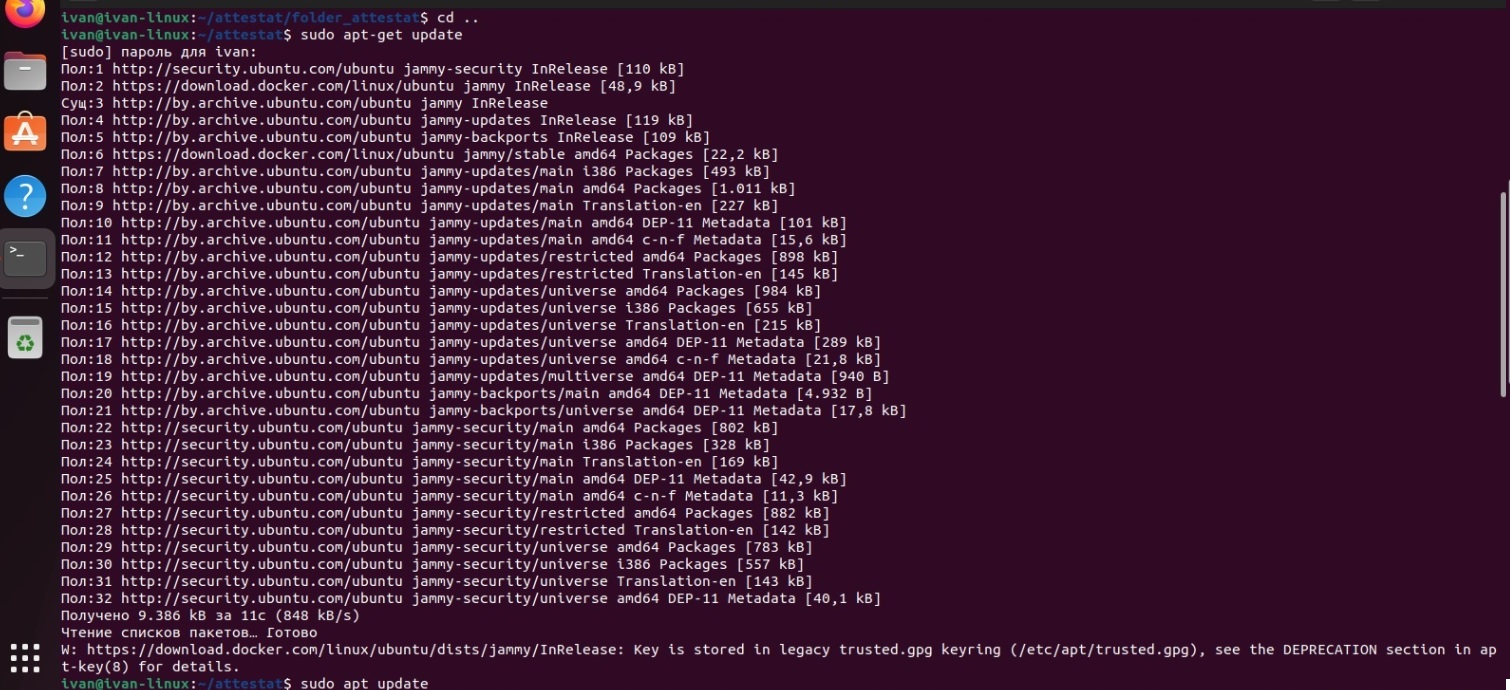 ivan@ivan-linux:~/attestat/folder_attestat$ cd ..
ivan@ivan-linux:~/attestat$ sudo apt-get update
[sudo] пароль для ivan:
Пол:1 http://security.ubuntu.com/ubuntu jammy-security InRelease [110 kB]
Пол:2 https://download.docker.com/linux/ubuntu jammy InRelease [48,9 kB]
Сущ:3 http://by.archive.ubuntu.com/ubuntu jammy InRelease
Пол:4 http://by.archive.ubuntu.com/ubuntu jammy-updates InRelease [119 kB]
Пол:5 http://by.archive.ubuntu.com/ubuntu jammy-backports InRelease [109 kB]
Пол:6 https://download.docker.com/linux/ubuntu jammy/stable amd64 Packages [22,2 kB]
Пол:7 http://by.archive.ubuntu.com/ubuntu jammy-updates/main i386 Packages [493 kB]
Пол:8 http://by.archive.ubuntu.com/ubuntu jammy-updates/main amd64 Packages [1.011 kB]
Пол:9 http://by.archive.ubuntu.com/ubuntu jammy-updates/main Translation-en [227 kB]
Пол:10 http://by.archive.ubuntu.com/ubuntu jammy-updates/main amd64 DEP-11 Metadata [101 kB]
Пол:11 http://by.archive.ubuntu.com/ubuntu jammy-updates/main amd64 c-n-f Metadata [15,6 kB]
Пол:12 http://by.archive.ubuntu.com/ubuntu jammy-updates/restricted amd64 Packages [898 kB]
Пол:13 http://by.archive.ubuntu.com/ubuntu jammy-updates/restricted Translation-en [145 kB]
Пол:14 http://by.archive.ubuntu.com/ubuntu jammy-updates/universe amd64 Packages [984 kB]
Пол:15 http://by.archive.ubuntu.com/ubuntu jammy-updates/universe i386 Packages [655 kB]
Пол:16 http://by.archive.ubuntu.com/ubuntu jammy-updates/universe Translation-en [215 kB]
Пол:17 http://by.archive.ubuntu.com/ubuntu jammy-updates/universe amd64 DEP-11 Metadata [289 kB]
Пол:18 http://by.archive.ubuntu.com/ubuntu jammy-updates/universe amd64 c-n-f Metadata [21,8 kB]
Пол:19 http://by.archive.ubuntu.com/ubuntu jammy-updates/multiverse amd64 DEP-11 Metadata [940 B]
Пол:20 http://by.archive.ubuntu.com/ubuntu jammy-backports/main amd64 DEP-11 Metadata [4.932 B]
Пол:21 http://by.archive.ubuntu.com/ubuntu jammy-backports/universe amd64 DEP-11 Metadata [17,8 kB]
Пол:22 http://security.ubuntu.com/ubuntu jammy-security/main amd64 Packages [802 kB]
Пол:23 http://security.ubuntu.com/ubuntu jammy-security/main i386 Packages [328 kB]
Пол:24 http://security.ubuntu.com/ubuntu jammy-security/main Translation-en [169 kB]
Пол:25 http://security.ubuntu.com/ubuntu jammy-security/main amd64 DEP-11 Metadata [42,9 kB]
Пол:26 http://security.ubuntu.com/ubuntu jammy-security/main amd64 c-n-f Metadata [11,3 kB]
Пол:27 http://security.ubuntu.com/ubuntu jammy-security/restricted amd64 Packages [882 kB]
Пол:28 http://security.ubuntu.com/ubuntu jammy-security/restricted Translation-en [142 kB]
Пол:29 http://security.ubuntu.com/ubuntu jammy-security/universe amd64 Packages [783 kB]
Пол:30 http://security.ubuntu.com/ubuntu jammy-security/universe i386 Packages [557 kB]
Пол:31 http://security.ubuntu.com/ubuntu jammy-security/universe Translation-en [143 kB]
Пол:32 http://security.ubuntu.com/ubuntu jammy-security/universe amd64 DEP-11 Metadata [40,1 kB]
Получено 9.386 kB за 11с (848 kB/s)
Чтение списков пакетов… Готово
W: https://download.docker.com/linux/ubuntu/dists/jammy/InRelease: Key is stored in legacy trusted.gpg keyring (/etc/apt/trusted.gpg), see the DEPRECATION section in ap
t-key(8) for details.
ivan@ivan-linux:~/attestat$ sudo apt update